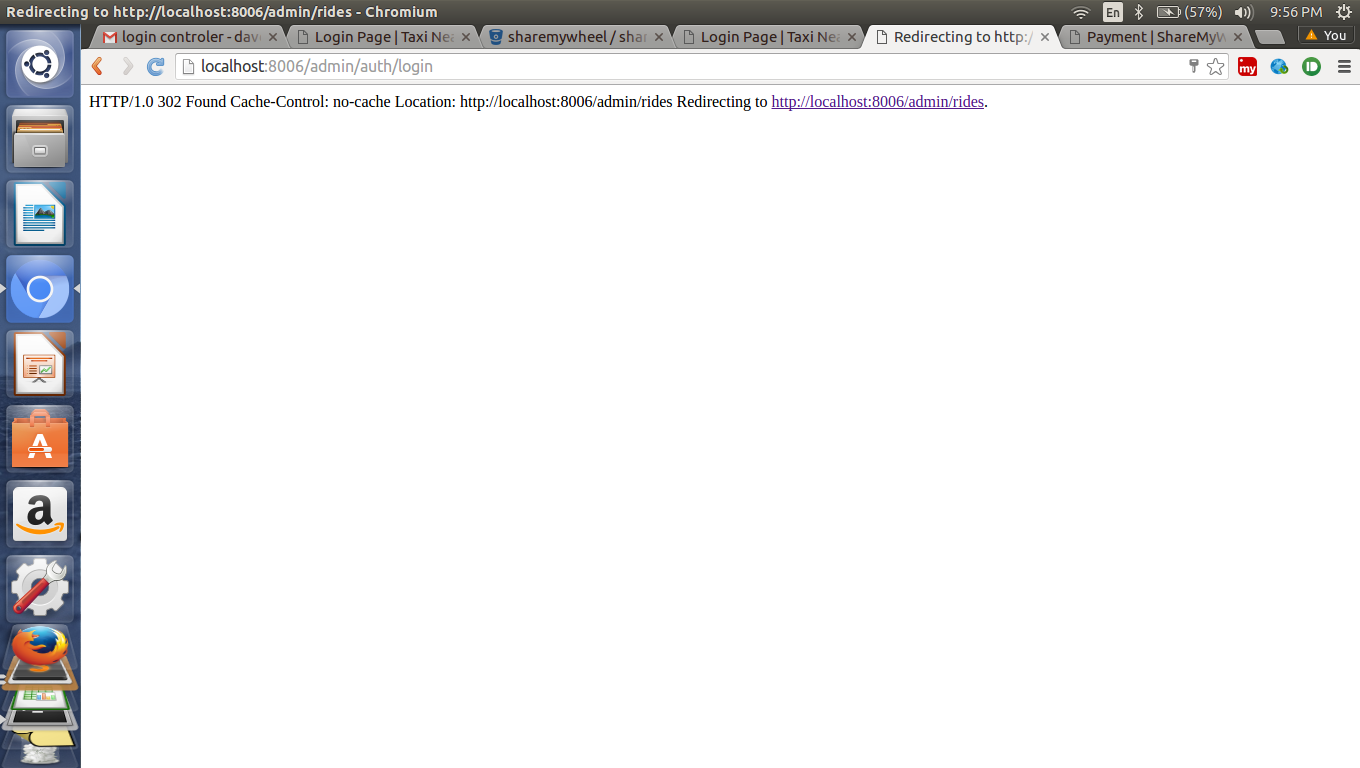 Redirecting to http://localhost:8006/admin/rides - Chromium
En
(57%)
9:56 PM
login controler - dav
Login Page | Taxi Nea
sharemywheel / shar
Login Page | Taxi Nea
Redirecting to http:/
Payment | ShareMyW
You
localhost:8006/admin/auth/login
my
HTTP/1.0 302 Found Cache-Control: no-cache Location: http://localhost:8006/admin/rides Redirecting to http://localhost:8006/admin/rides.
a